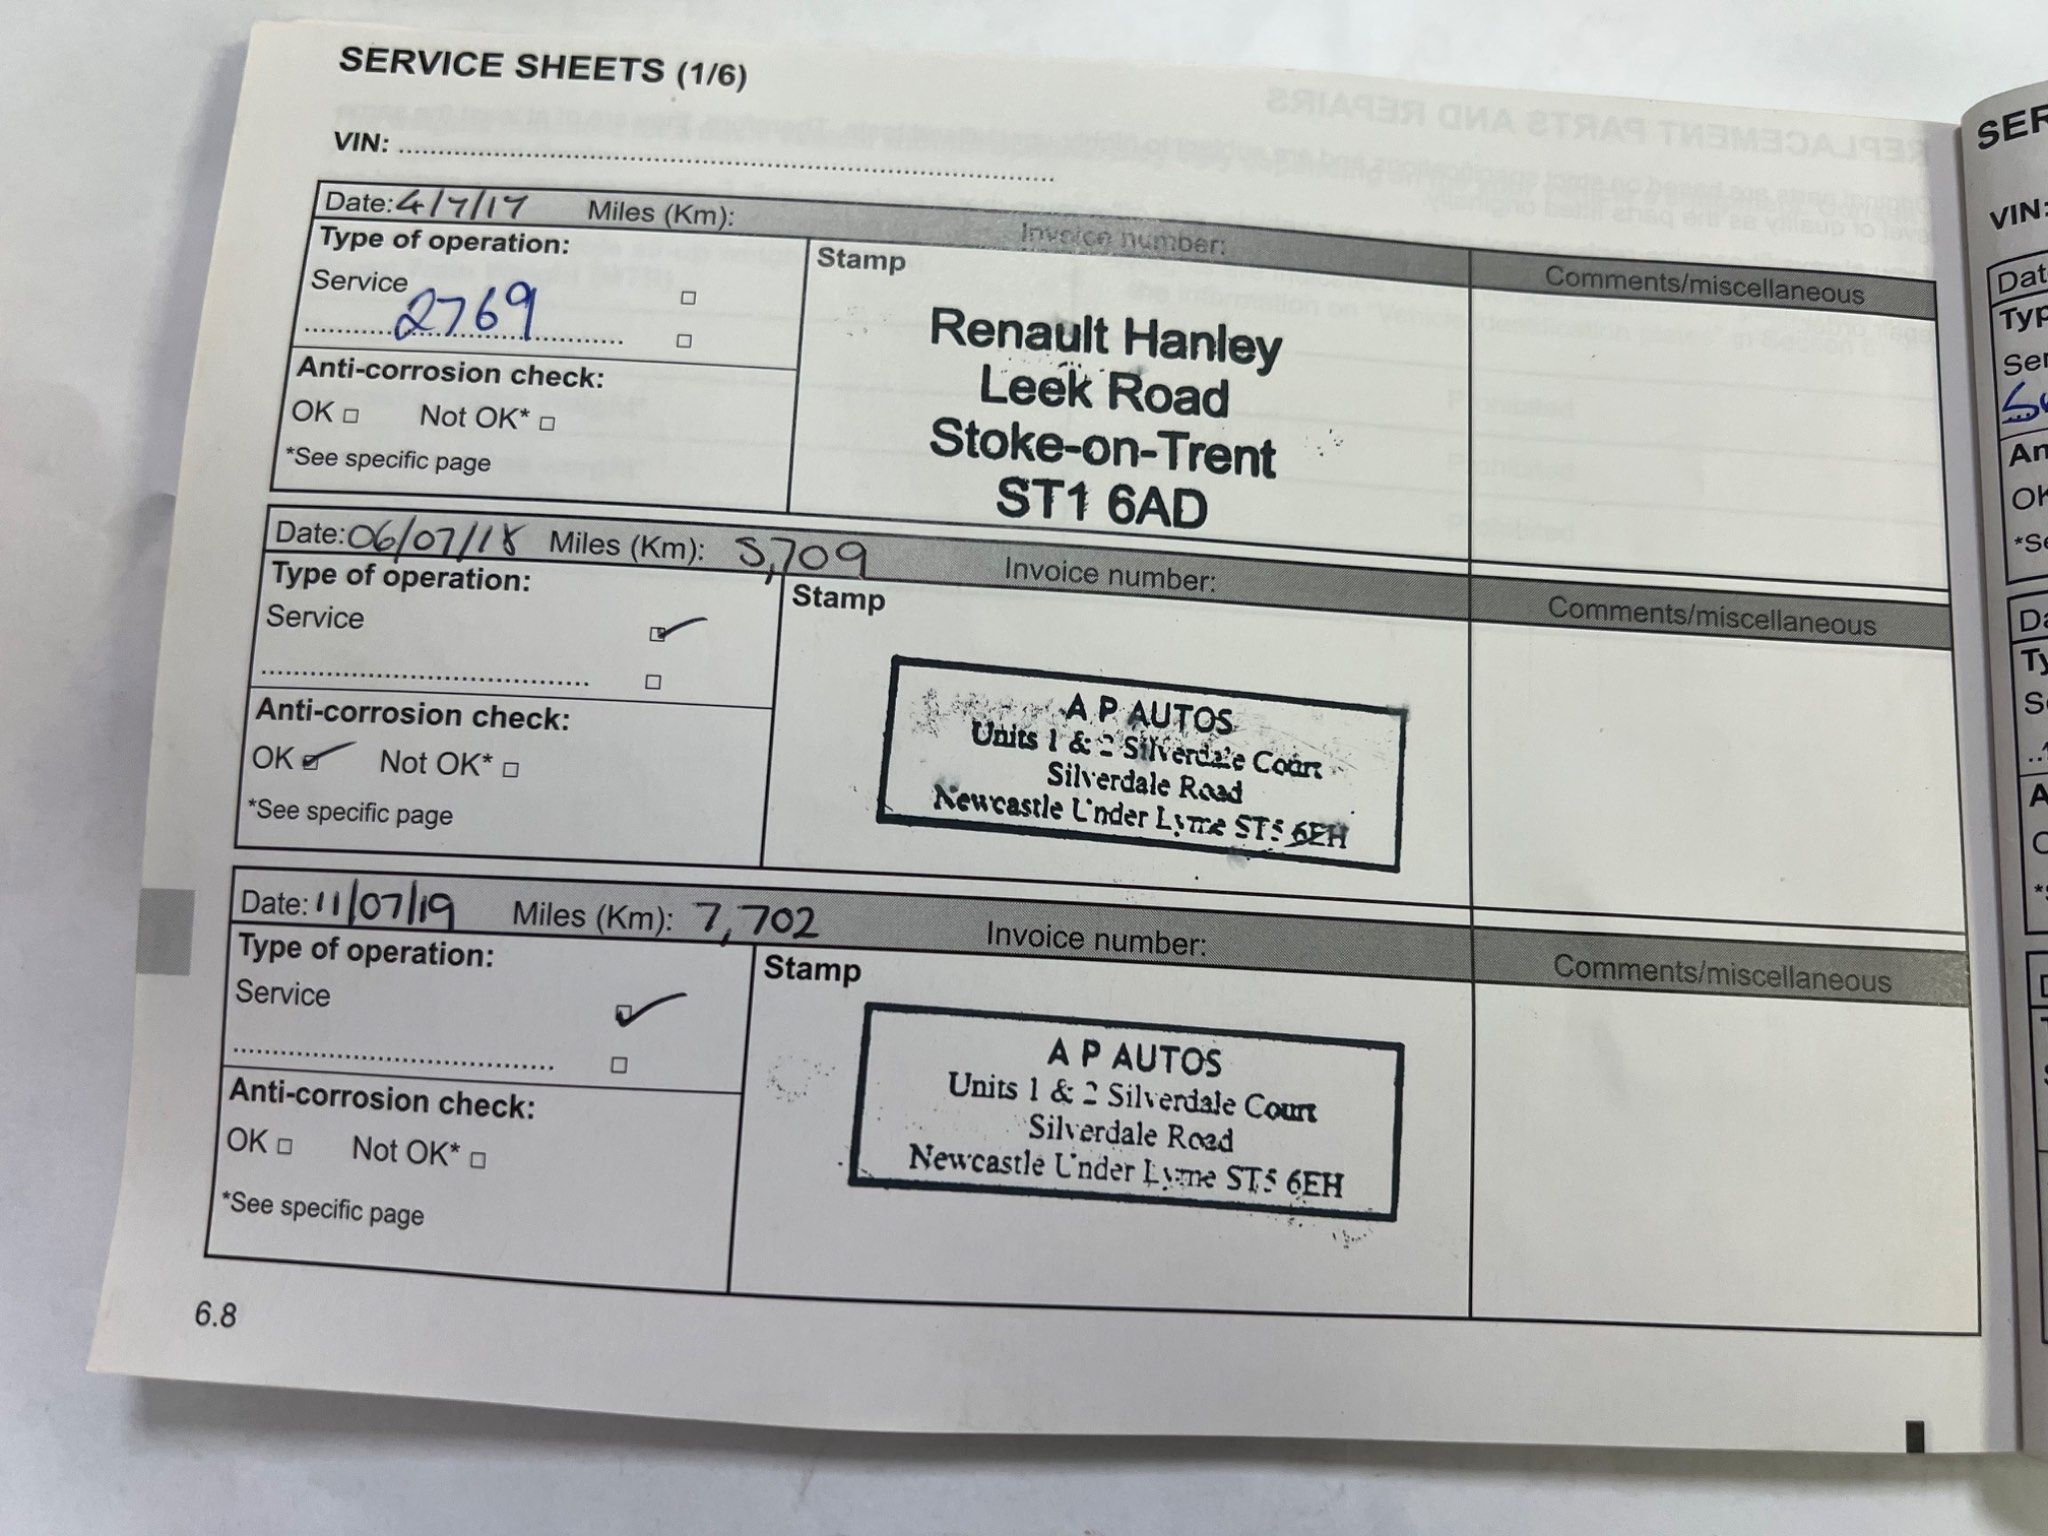 SERVICE SHEETS (1/6)
VIN: ..........
Date: 4/7/17 Miles (Km): Invoice number:
Type of operation:
Service
2769
Anti-corrosion check:
OK Not OK*
*See specific page
Stamp
Renault Hanley
Leek Road
Stoke-on-Trent
ST1 6AD
Comments/miscellaneous
Date: 06/07/18 Miles (Km): 5,709 Invoice number:
Type of operation:
Service
Anti-corrosion check:
OK Not OK*
*See specific page
Stamp
A P AUTOS
Units 1 & 2 Silverdale Court
Silverdale Road
Newcastle Under Lyme ST5 6EH
Comments/miscellaneous
Date: 11/07/19 Miles (Km): 7,702 Invoice number:
Type of operation:
Service
Anti-corrosion check:
OK Not OK*
*See specific page
Stamp
A P AUTOS
Units 1 & 2 Silverdale Court
Silverdale Road
Newcastle Under Lyme ST5 6EH
Comments/miscellaneous
6.8
VIN: